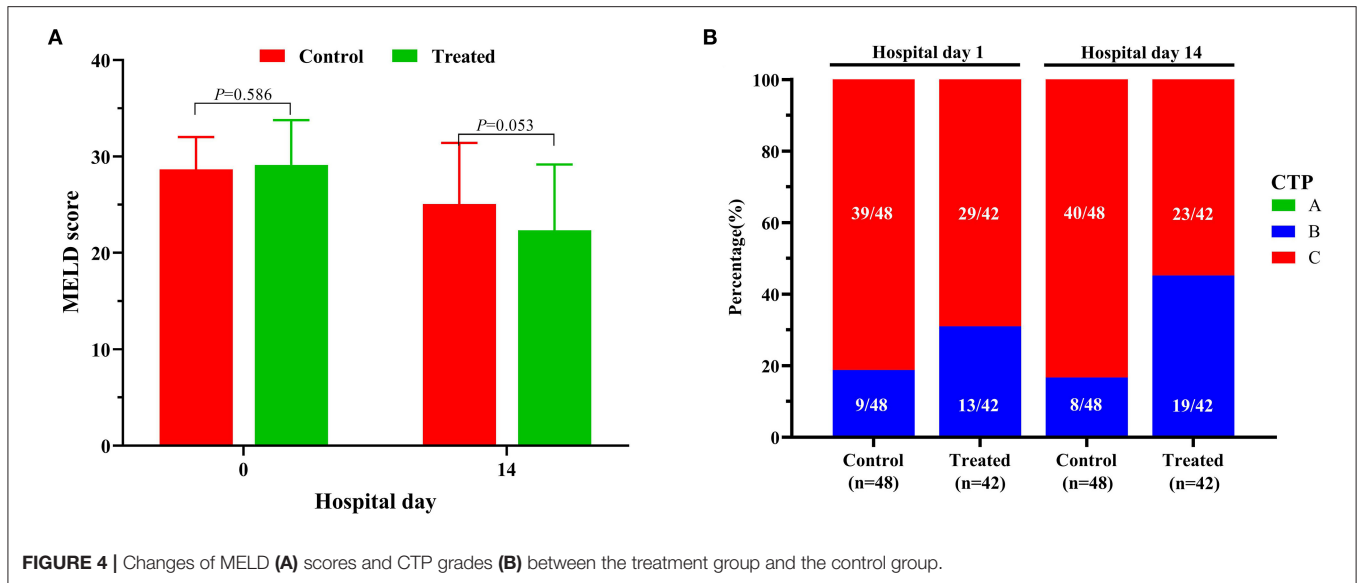 A
Control Treated
40
30
20
10
0
MELD score
P=0.586
P=0.053
0 14
Hospital day
B
Hospital day 1 Hospital day 14
100
80
60
40
20
0
Percentage(%)
39/48 29/42 40/48 23/42
9/48 13/42 8/48 19/42
Control Treated Control Treated
(n=48) (n=42) (n=48) (n=42)
CTP
A
B
C
FIGURE 4 | Changes of MELD (A) scores and CTP grades (B) between the treatment group and the control group.